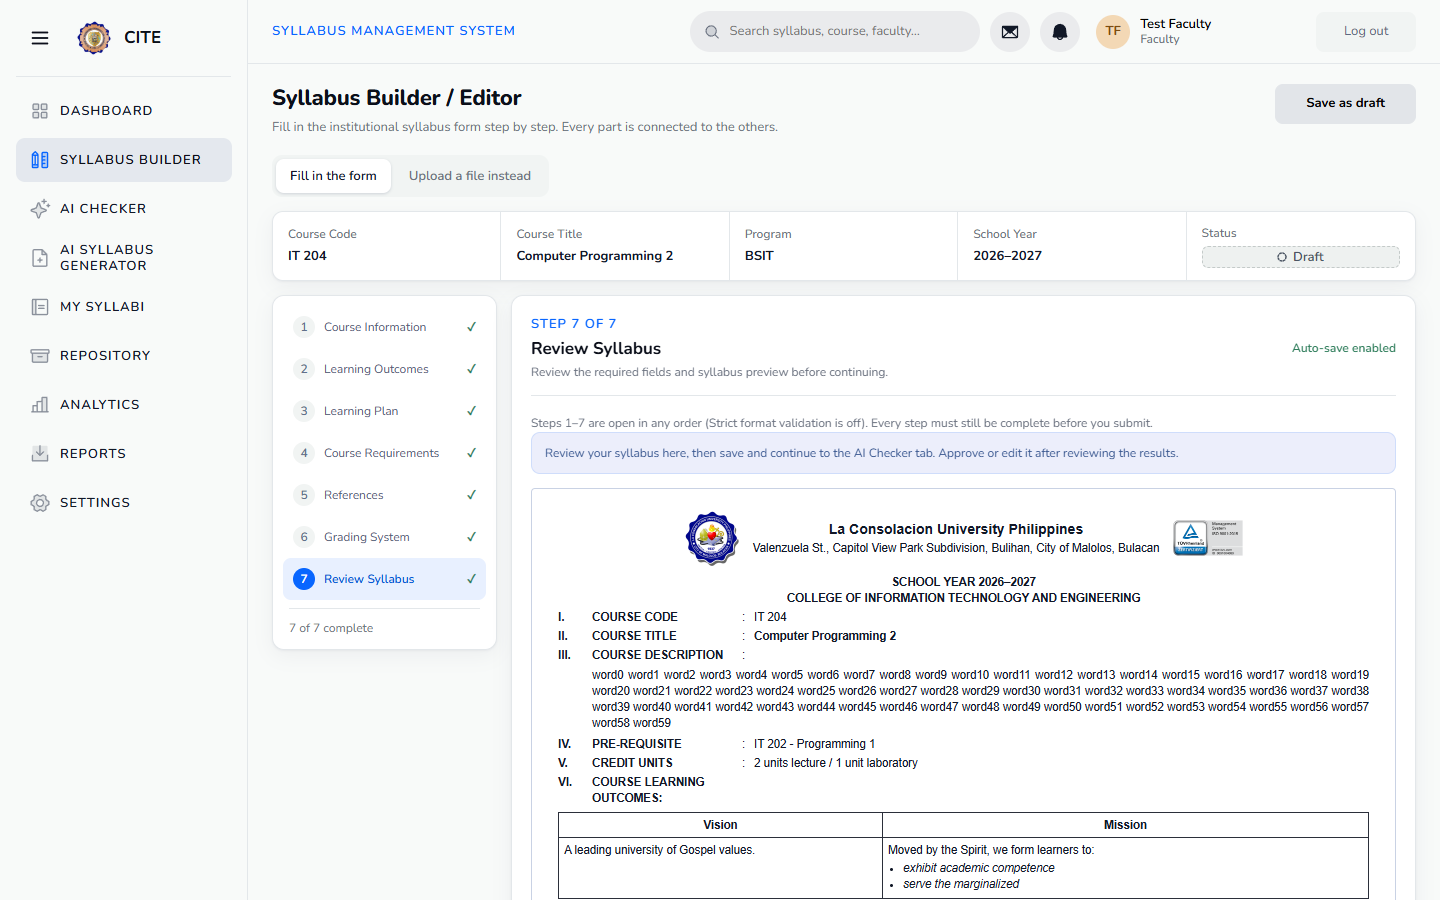 CITE
SYLLABUS MANAGEMENT SYSTEM
Search syllabus, course, faculty...
TF
Test Faculty
Faculty
Log out
DASHBOARD
SYLLABUS BUILDER
AI CHECKER
AI SYLLABUS
GENERATOR
MY SYLLABI
REPOSITORY
ANALYTICS
REPORTS
SETTINGS
Syllabus Builder / Editor
Fill in the institutional syllabus form step by step. Every part is connected to the others.
Save as draft
Fill in the form
Upload a file instead
Course Code
IT 204
Course Title
Computer Programming 2
Program
BSIT
School Year
2026–2027
Status
Draft
1 Course Information ✓
2 Learning Outcomes ✓
3 Learning Plan ✓
4 Course Requirements ✓
5 References ✓
6 Grading System ✓
7 Review Syllabus ✓
7 of 7 complete
STEP 7 OF 7
Review Syllabus
Auto-save enabled
Review the required fields and syllabus preview before continuing.
Steps 1–7 are open in any order (Strict format validation is off). Every step must still be complete before you submit.
Review your syllabus here, then save and continue to the AI Checker tab. Approve or edit it after reviewing the results.
La Consolacion University Philippines
Valenzuela St., Capitol View Park Subdivision, Bulihan, City of Malolos, Bulacan
Management
System
SCHOOL YEAR 2026–2027
COLLEGE OF INFORMATION TECHNOLOGY AND ENGINEERING
I. COURSE CODE : IT 204
II. COURSE TITLE : Computer Programming 2
III. COURSE DESCRIPTION :
word0 word1 word2 word3 word4 word5 word6 word7 word8 word9 word10 word11 word12 word13 word14 word15 word16 word17 word18 word19
word20 word21 word22 word23 word24 word25 word26 word27 word28 word29 word30 word31 word32 word33 word34 word35 word36 word37 word38
word39 word40 word41 word42 word43 word44 word45 word46 word47 word48 word49 word50 word51 word52 word53 word54 word55 word56 word57
word58 word59
IV. PRE-REQUISITE : IT 202 - Programming 1
V. CREDIT UNITS : 2 units lecture / 1 unit laboratory
VI. COURSE LEARNING
OUTCOMES:
Vision
Mission
A leading university of Gospel values.
Moved by the Spirit, we form learners to:
• exhibit academic competence
• serve the marginalized